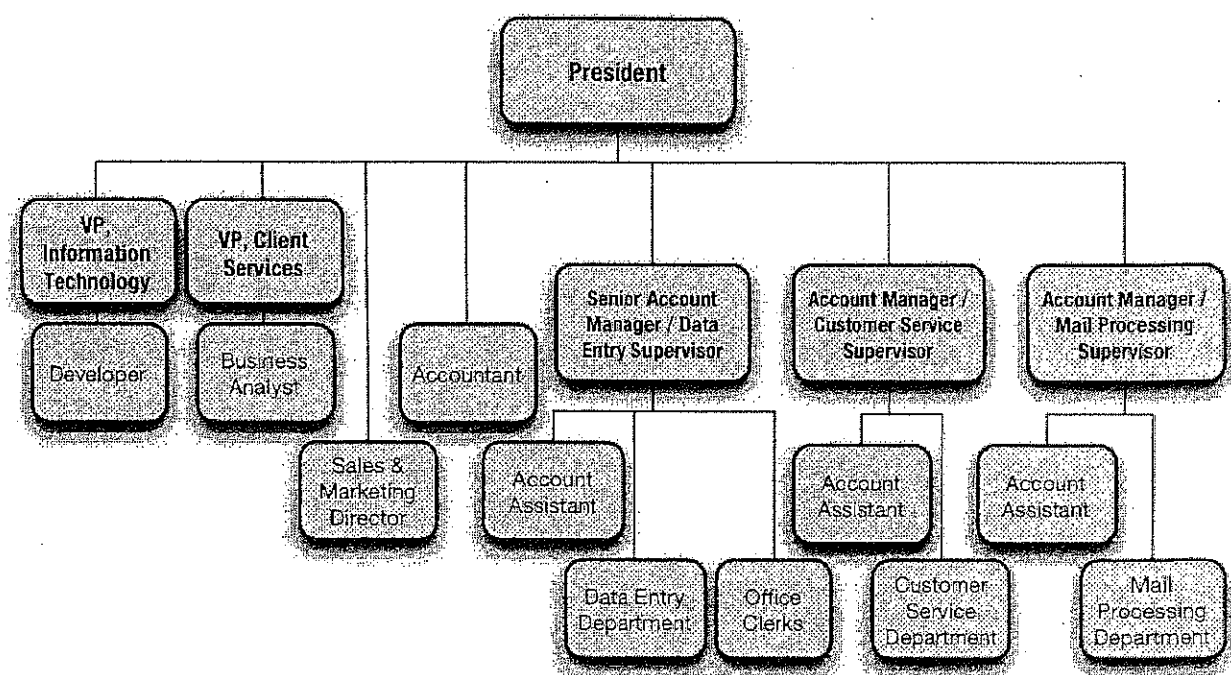 President
VP,
Information
Technology
VP, Client
Services
Senior Account
Manager / Data
Entry Supervisor
Account Manager /
Customer Service
Supervisor
Account Manager /
Mail Processing
Supervisor
Developer
Business
Analyst
Accountant
Sales &
Marketing
Director
Account
Assistant
Account
Assistant
Account
Assistant
Data Entry
Department
Office
Clerks
Customer
Service
Department
Mail
Processing
Department